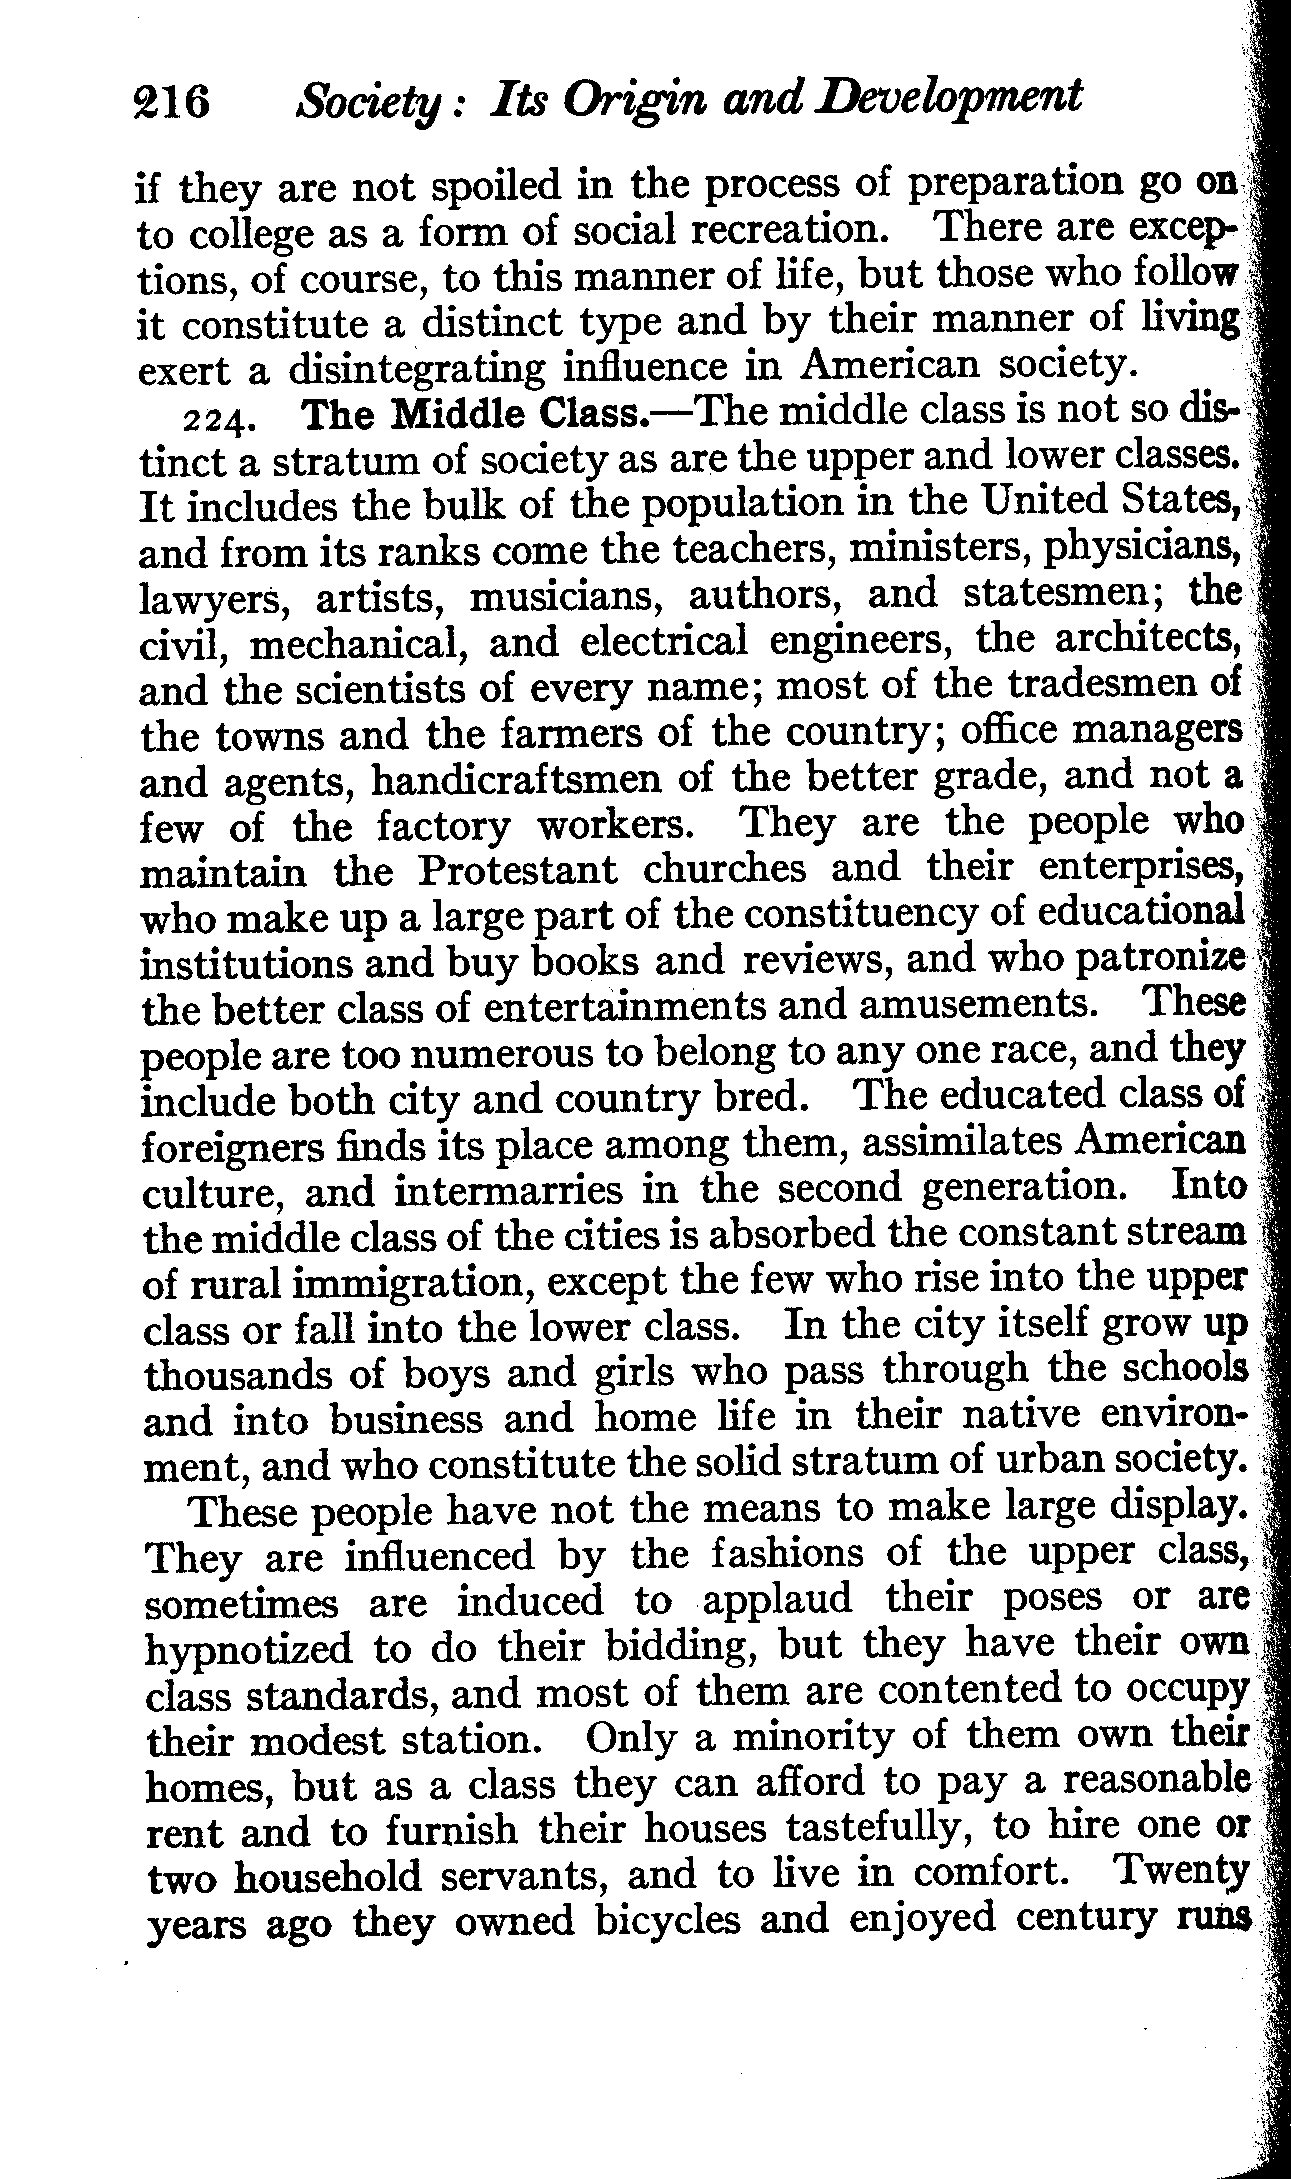 216 Society: Its Origin and Development
if they are not spoiled in the process of preparation go on
to college as a form of social recreation. There are excep-
tions, of course, to this manner of life, but those who follow
it constitute a distinct type and by their manner of living
exert a disintegrating influence in American society.
224. The Middle Class.—The middle class is not so dis-
tinct a stratum of society as are the upper and lower classes.
It includes the bulk of the population in the United States,
and from its ranks come the teachers, ministers, physicians,
lawyers, artists, musicians, authors, and statesmen; the
civil, mechanical, and electrical engineers, the architects,
and the scientists of every name; most of the tradesmen of
the towns and the farmers of the country; office managers
and agents, handicraftsmen of the better grade, and not a
few of the factory workers. They are the people who
maintain the Protestant churches and their enterprises,
who make up a large part of the constituency of educational
institutions and buy books and reviews, and who patronize
the better class of entertainments and amusements. These
people are too numerous to belong to any one race, and they
include both city and country bred. The educated class of
foreigners finds its place among them, assimilates American
culture, and intermarries in the second generation. Into
the middle class of the cities is absorbed the constant stream
of rural immigration, except the few who rise into the upper
class or fall into the lower class. In the city itself grow up
thousands of boys and girls who pass through the schools
and into business and home life in their native environ-
ment, and who constitute the solid stratum of urban society.
These people have not the means to make large display.
They are influenced by the fashions of the upper class,
sometimes are induced to applaud their poses or are
hypnotized to do their bidding, but they have their own
class standards, and most of them are contented to occupy
their modest station. Only a minority of them own their
homes, but as a class they can afford to pay a reasonable
rent and to furnish their houses tastefully, to hire one or
two household servants, and to live in comfort. Twenty
years ago they owned bicycles and enjoyed century runs